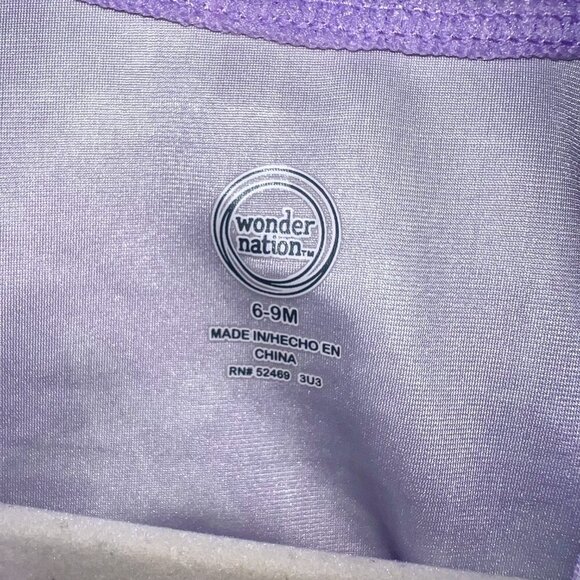 wonder
nation™
6-9M
MADE IN/HECHO EN
CHINA
RN# 52469 3U3